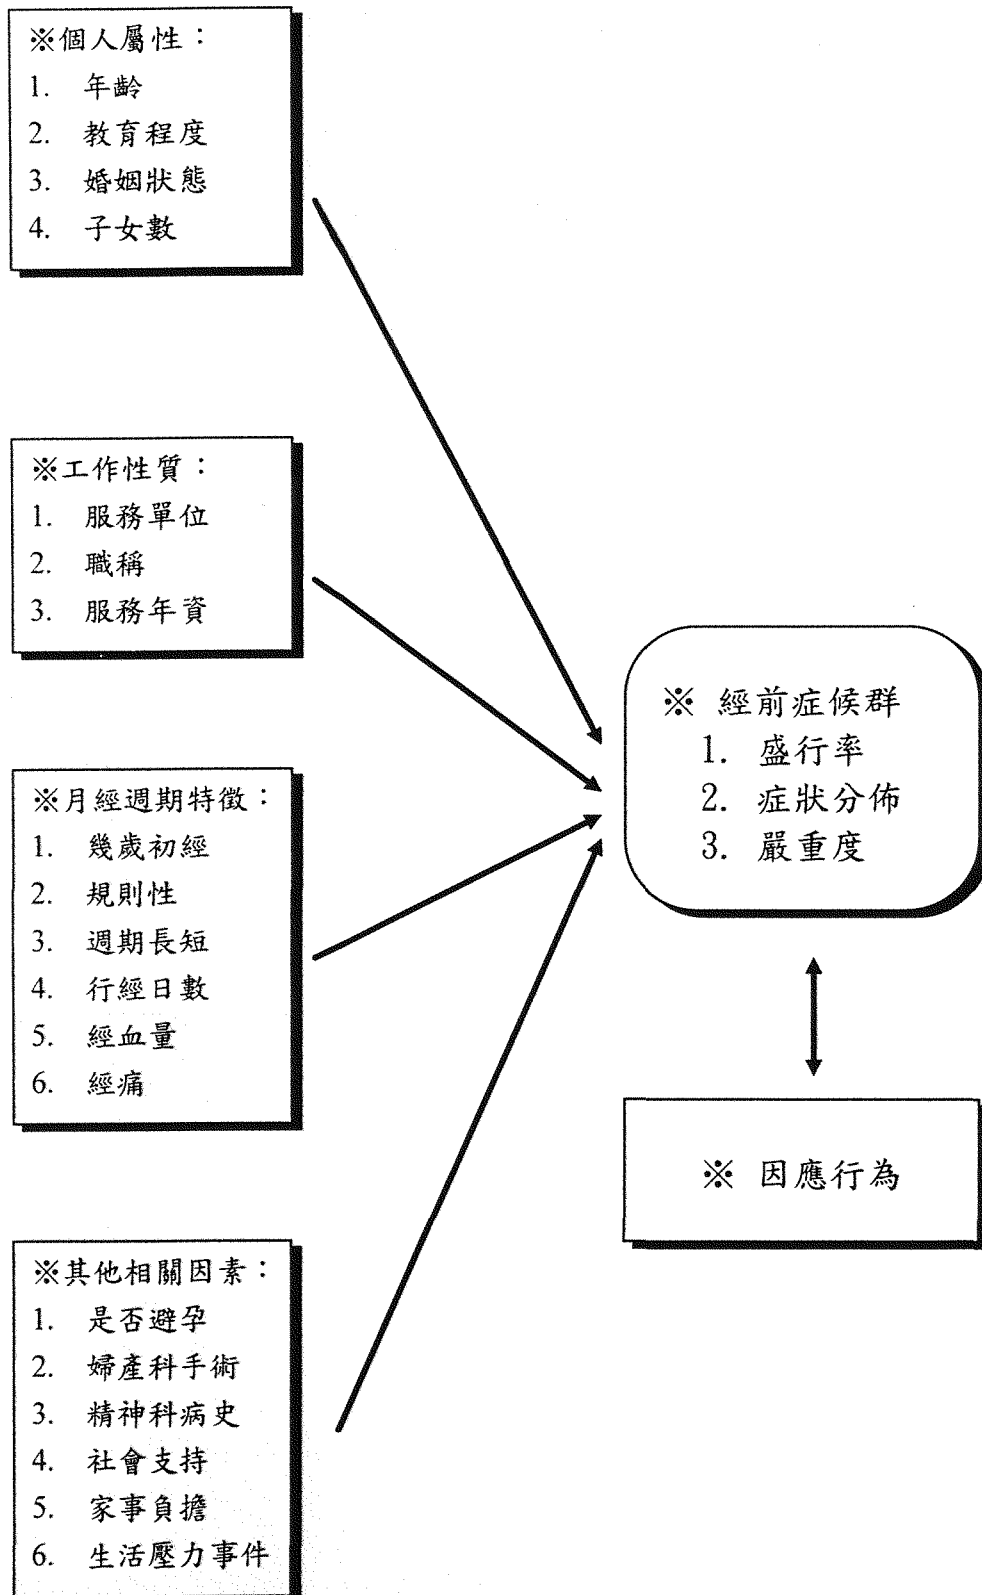 ※個人屬性：
1. 年齡
2. 教育程度
3. 婚姻狀態
4. 子女數
※工作性質：
1. 服務單位
2. 職稱
3. 服務年資
※月經週期特徵：
1. 幾歲初經
2. 規則性
3. 週期長短
4. 行經日數
5. 經血量
6. 經痛
※其他相關因素：
1. 是否避孕
2. 婦產科手術
3. 精神科病史
4. 社會支持
5. 家事負擔
6. 生活壓力事件
※ 經前症候群
1. 盛行率
2. 症狀分佈
3. 嚴重度
※ 因應行為